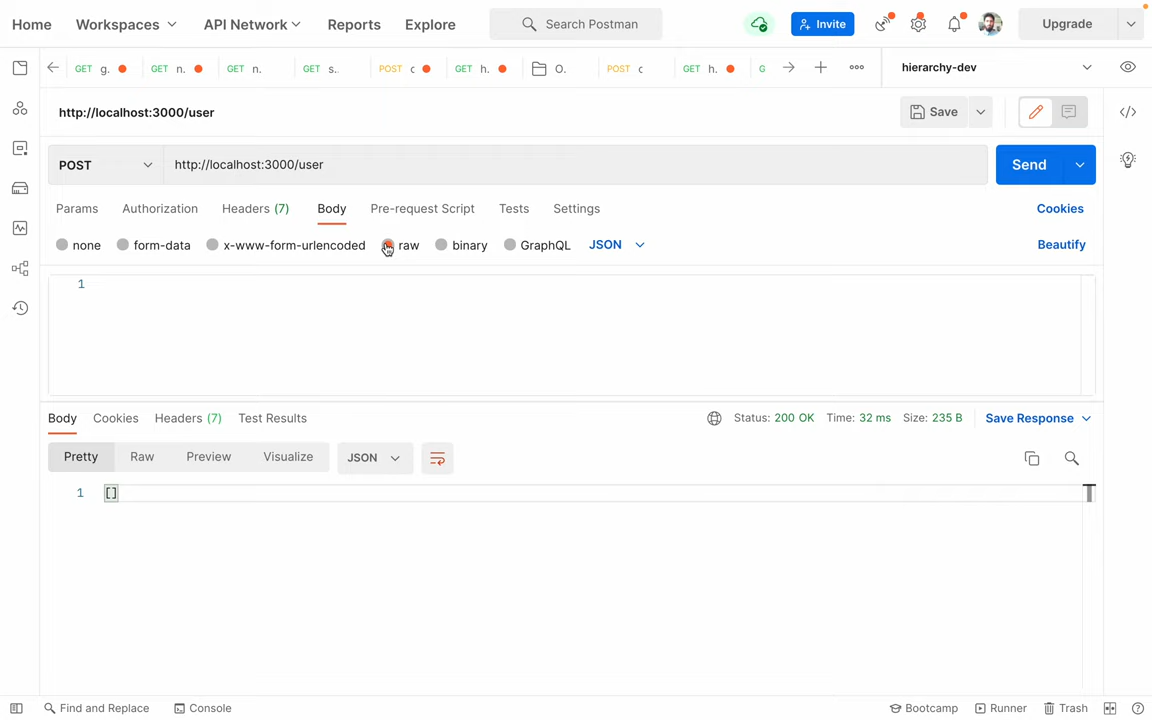 Home Workspaces API Network Reports Explore Search Postman Invite Upgrade
GET g. GET n. GET n. GET s.. POST c GET h. O. POST c GET h. G hierarchy-dev
http://localhost:3000/user Save
POST http://localhost:3000/user Send
Params Authorization Headers (7) Body Pre-request Script Tests Settings Cookies
none form-data x-www-form-urlencoded raw binary GraphQL JSON Beautify
1
Body Cookies Headers (7) Test Results Status: 200 OK Time: 32 ms Size: 235 B Save Response
Pretty Raw Preview Visualize JSON
1 []
Find and Replace Console Bootcamp Runner Trash